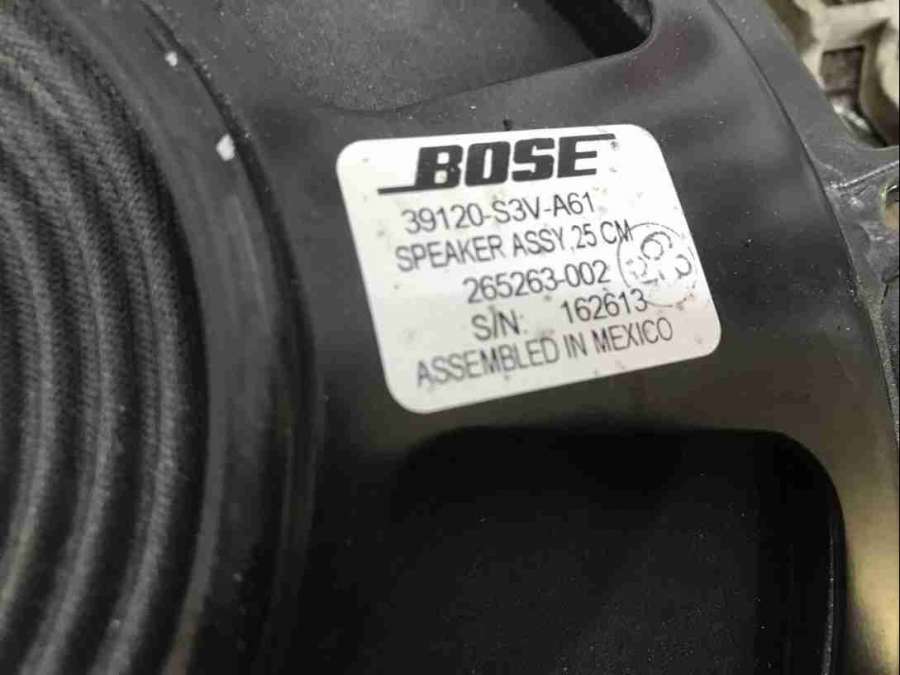 BOSE
39120-S3V-A61
SPEAKER ASSY,25 CM
265263-002
S/N: 162613
ASSEMBLED IN MEXICO